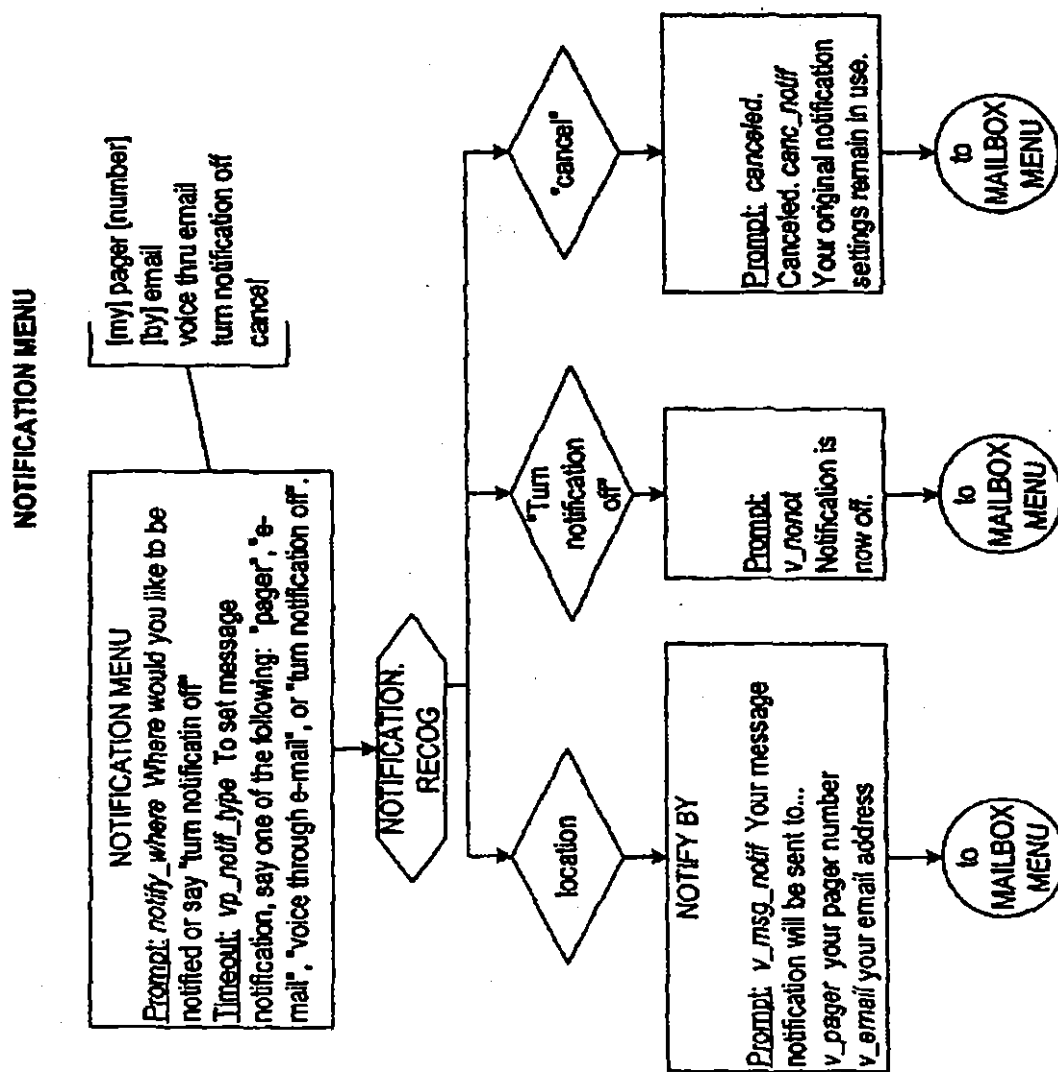 NOTIFICATION MENU
NOTIFICATION MENU
Prompt: notify_where Where would you like to be
notified or say "turn notificatin off"
Timeout: vp_notif_type To set message
notification, say one of the following: "pager", "e-
mail", "voice through e-mail", or "turn notification off".
[my] pager [number]
[by] email
voice thru email
turn notification off
cancel
NOTIFICATION.
RECOG
location
"Turn
notification
off"
"cancel"
NOTIFY BY
Prompt: v_msg_notif Your message
notification will be sent to...
v_pager your pager number
v_email your email address
Prompt:
v_nonot
Notification is
now off.
Prompt: canceled.
Canceled. canc_notif
Your original notification
settings remain in use.
to
MAILBOX
MENU
to
MAILBOX
MENU
to
MAILBOX
MENU